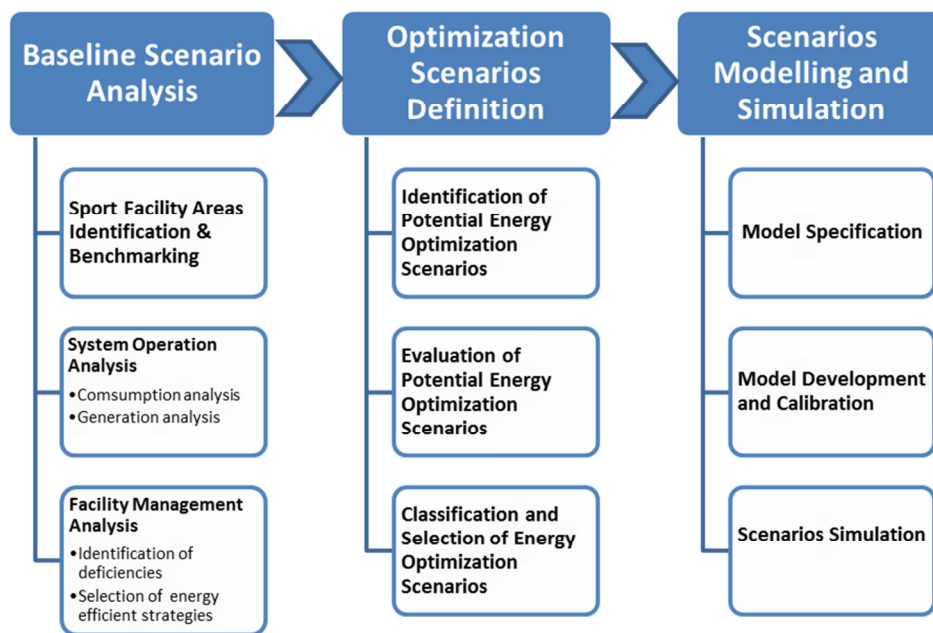 Baseline Scenario
Analysis
Sport Facility Areas
Identification &
Benchmarking
System Operation
Analysis
•Comsumption analysis
•Generation analysis
Facility Management
Analysis
•Identification of
deficiencies
•Selection of energy
efficient strategies
Optimization
Scenarios
Definition
Identification of
Potential Energy
Optimization
Scenarios
Evaluation of
Potential Energy
Optimization
Scenarios
Classification and
Selection of Energy
Optimization
Scenarios
Scenarios
Modelling and
Simulation
Model Specification
Model Development
and Calibration
Scenarios Simulation